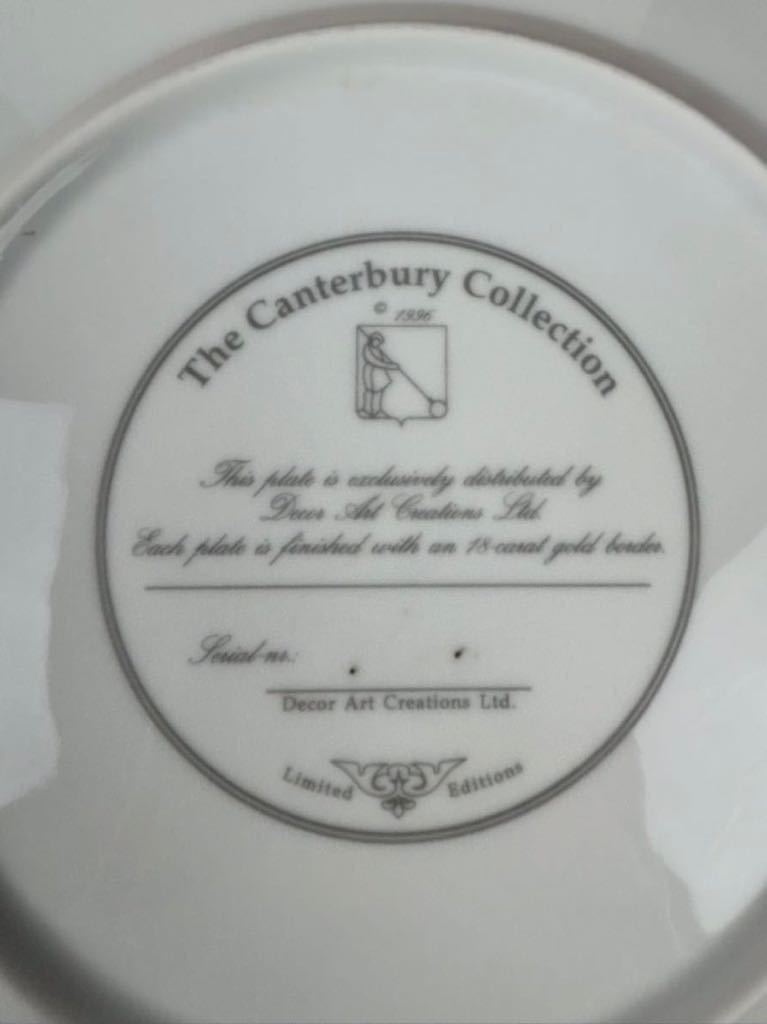 The Canterbury Collection
© 1996
This plate is exclusively distributed by
Decor Art Creations Ltd.
Each plate is finished with an 18-carat gold border.
Serial-nr.:
Decor Art Creations Ltd.
Limited Editions